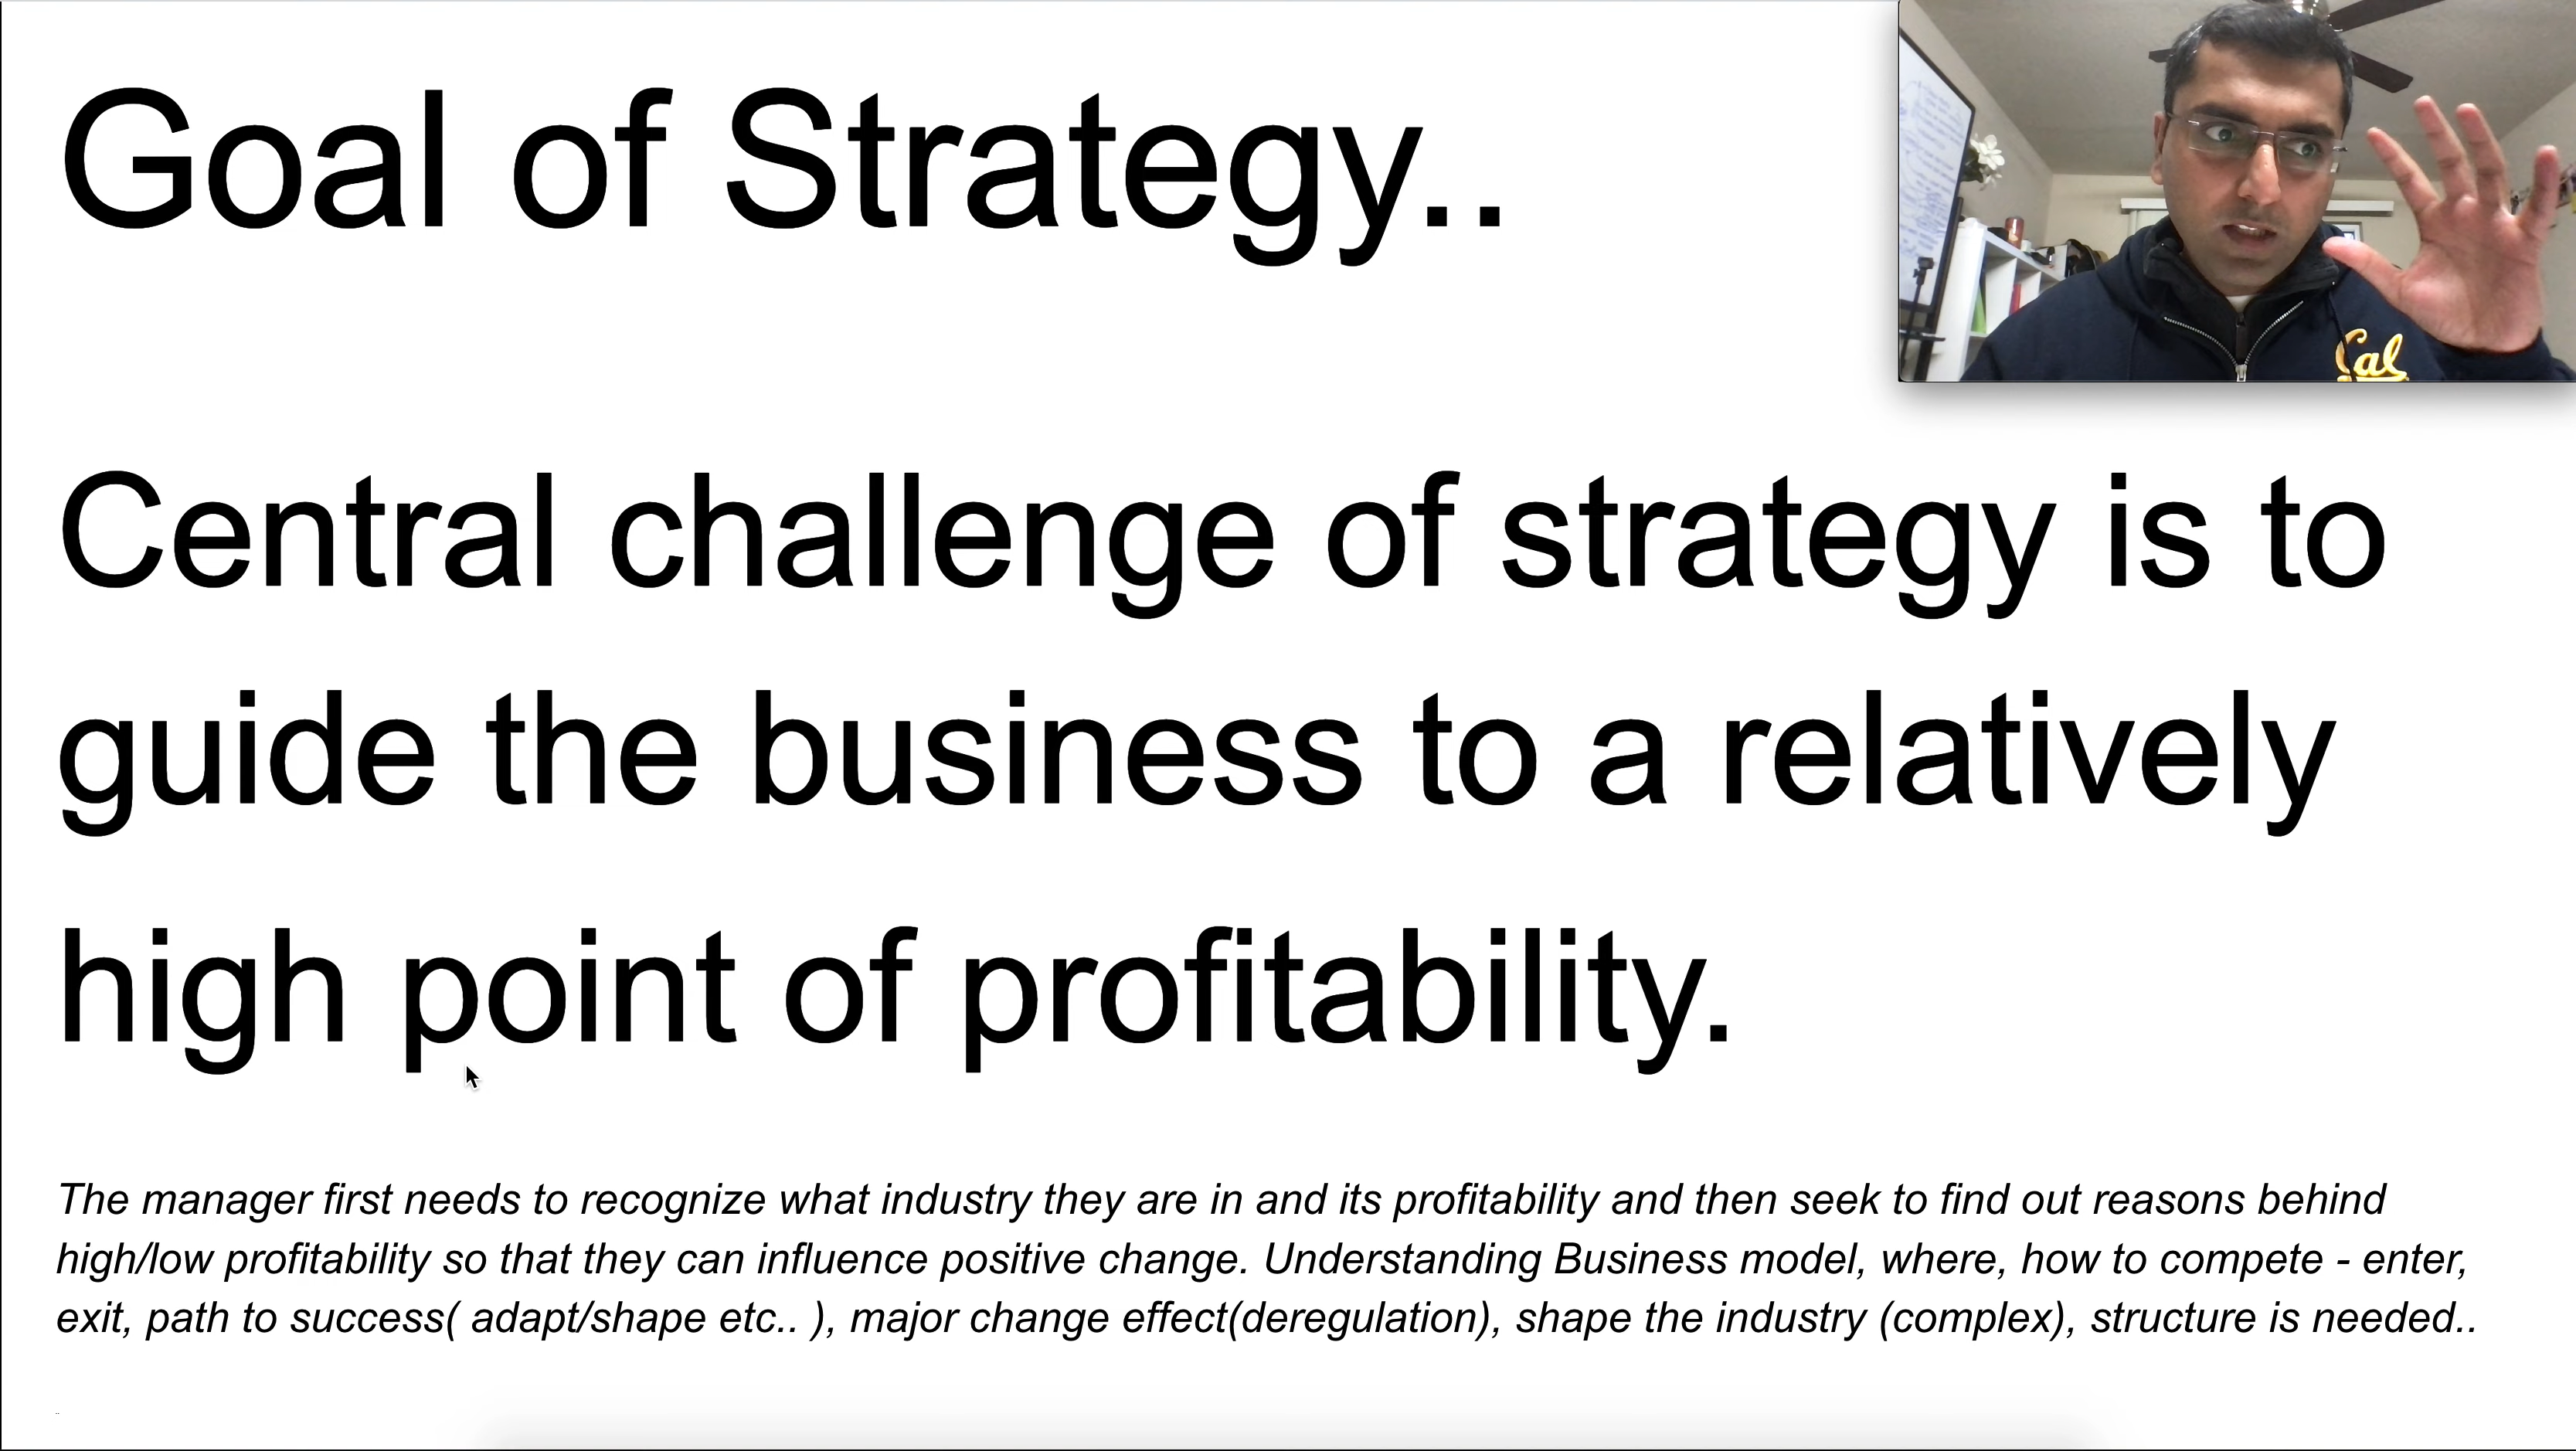 Goal of Strategy..
Cal
Central challenge of strategy is to
guide the business to a relatively
high point of profitability.
The manager first needs to recognize what industry they are in and its profitability and then seek to find out reasons behind
high/low profitability so that they can influence positive change. Understanding Business model, where, how to compete - enter,
exit, path to success( adapt/shape etc.. ), major change effect(deregulation), shape the industry (complex), structure is needed..
..